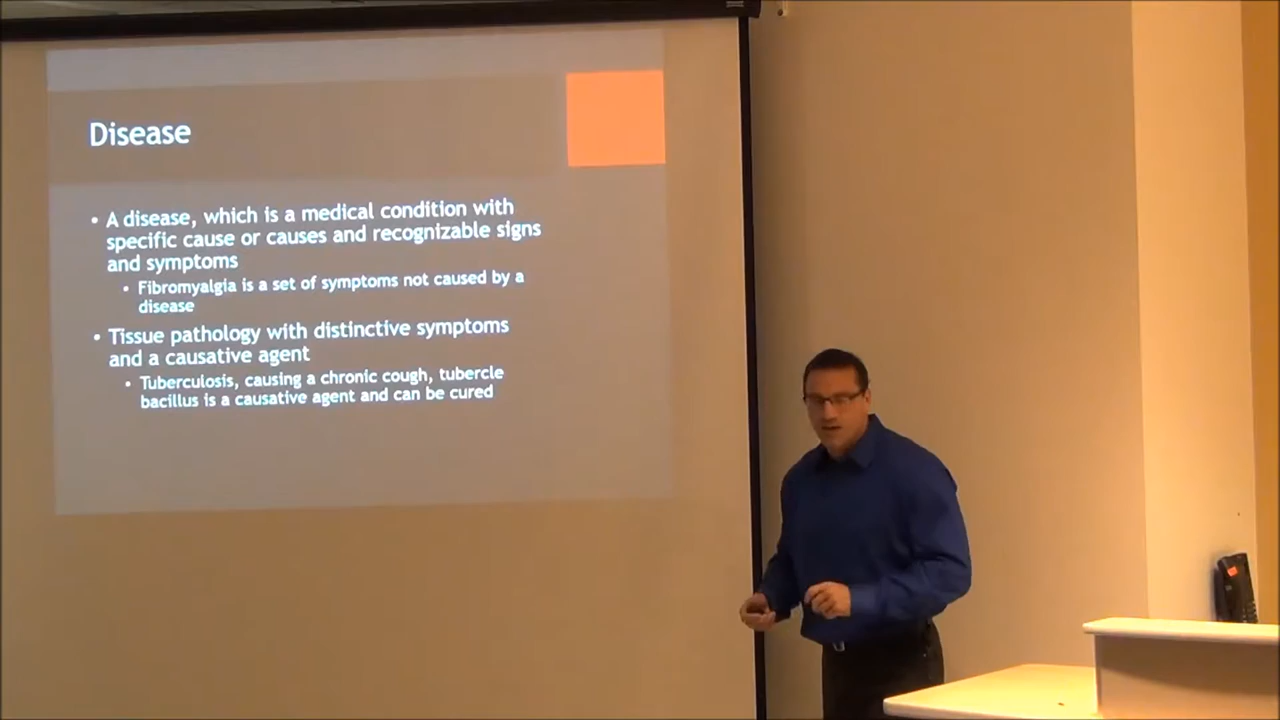 Disease
• A disease, which is a medical condition with
specific cause or causes and recognizable signs
and symptoms
• Fibromyalgia is a set of symptoms not caused by a
disease
• Tissue pathology with distinctive symptoms
and a causative agent
• Tuberculosis, causing a chronic cough, tubercle
bacillus is a causative agent and can be cured